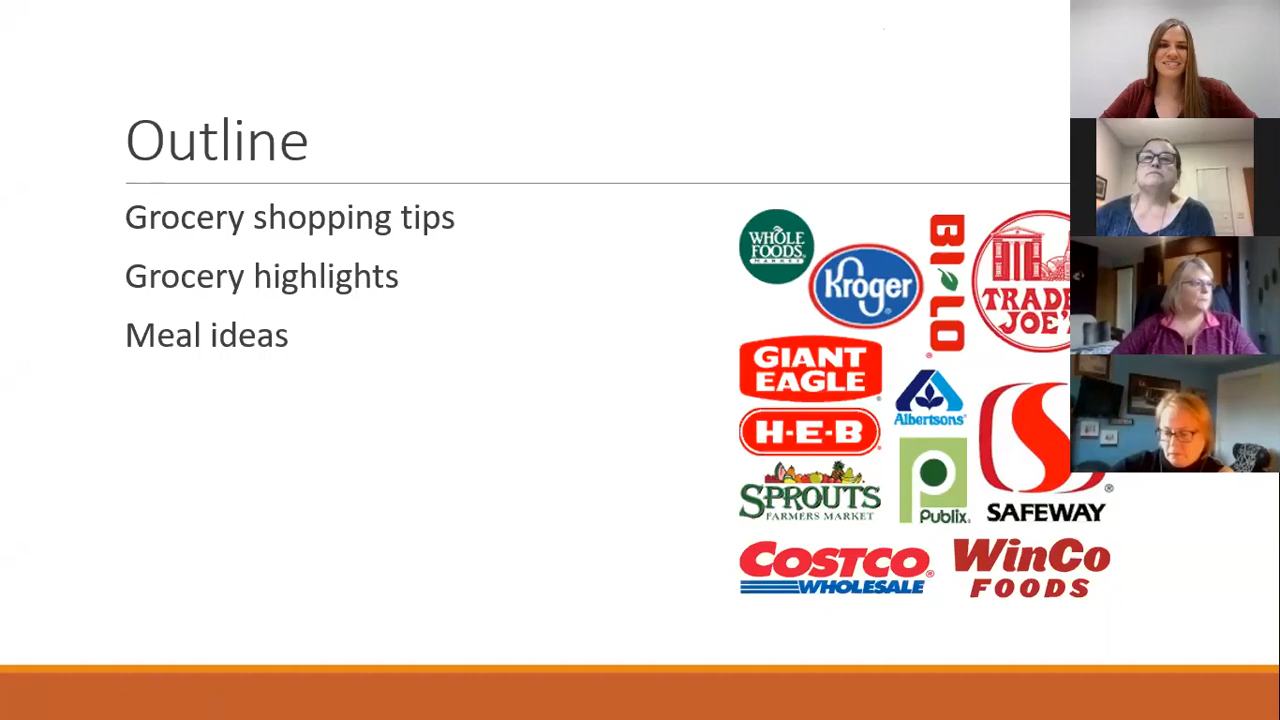 Outline
Grocery shopping tips
Grocery highlights
Meal ideas
WHOLE
FOODS
MARKET
Kroger
BI-LO
TRADE
JOE'
GIANT
EAGLE
Albertsons
H-E-B
SPROUTS
FARMERS MARKET
Publix
SAFEWAY
COSTCO
WHOLESALE
WinCo
FOODS